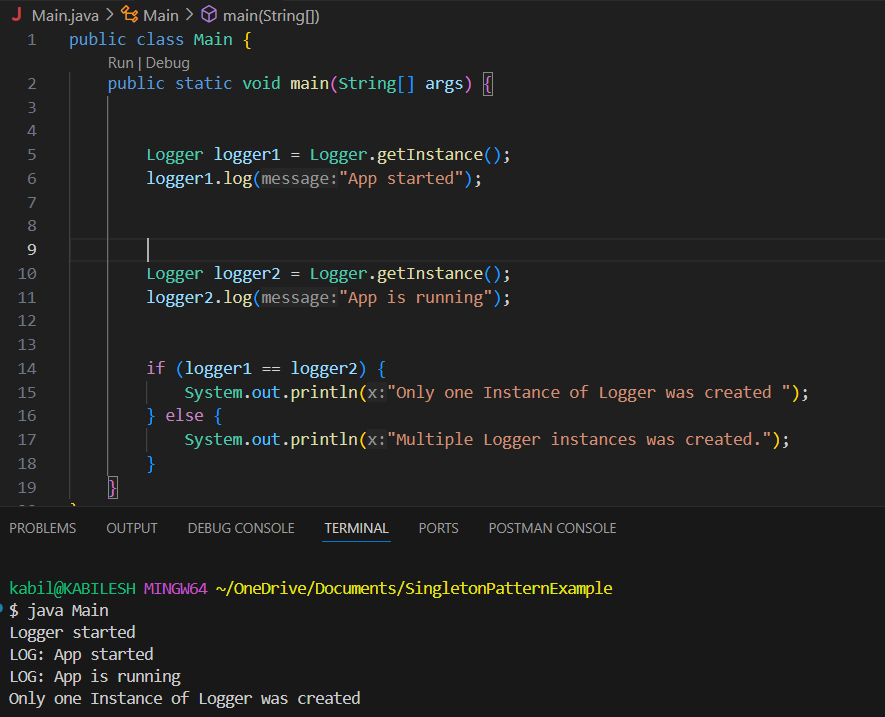 J Main.java > Main > main(String[])
1 public class Main {
Run | Debug
2 public static void main(String[] args) {
3
4
5 Logger logger1 = Logger.getInstance();
6 logger1.log(message:"App started");
7
8
9
10 Logger logger2 = Logger.getInstance();
11 logger2.log(message:"App is running");
12
13
14 if (logger1 == logger2) {
15 System.out.println(x:"Only one Instance of Logger was created ");
16 } else {
17 System.out.println(x:"Multiple Logger instances was created.");
18 }
19 }
PROBLEMS OUTPUT DEBUG CONSOLE TERMINAL PORTS POSTMAN CONSOLE
kabil@KABILESH MINGW64 ~/OneDrive/Documents/SingletonPatternExample
$ java Main
Logger started
LOG: App started
LOG: App is running
Only one Instance of Logger was created